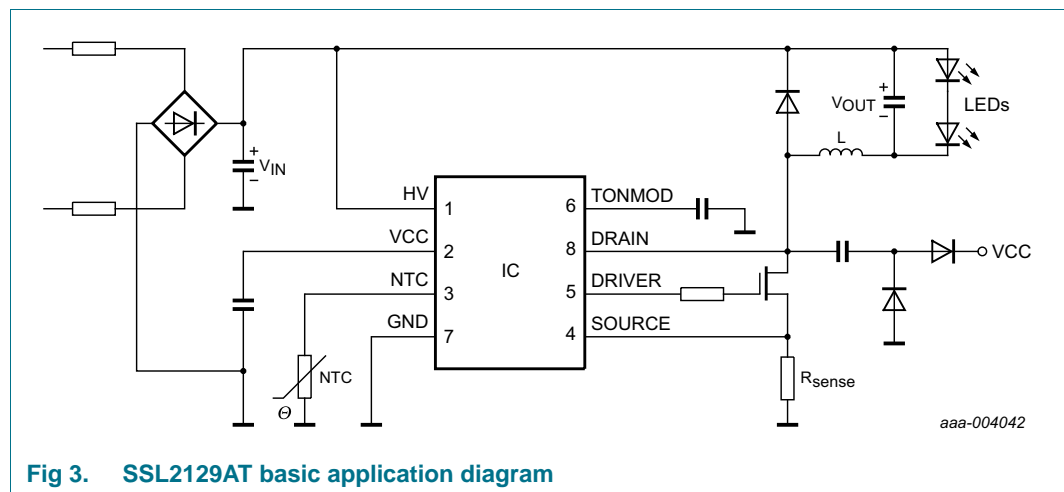 V_OUT
+
−
LEDs
L
+
V_IN
−
HV
1
6
TONMOD
VCC
2
8
DRAIN
VCC
NTC
3
IC
5
DRIVER
GND
7
4
SOURCE
NTC
Θ
R_sense
aaa-004042
Fig 3. SSL2129AT basic application diagram